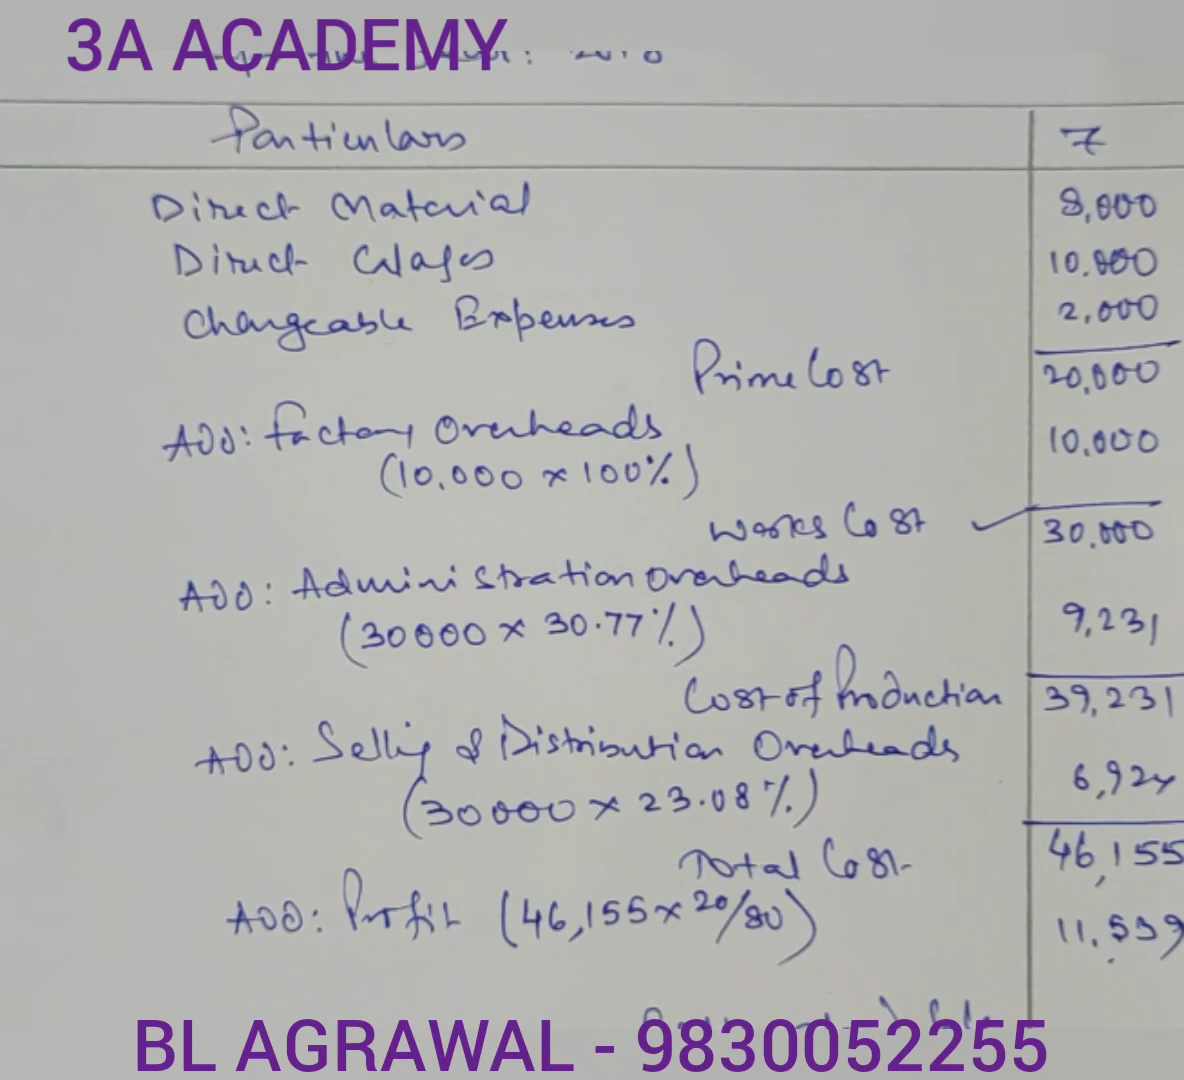 3A ACADEMY
: 2018
Particulars ₹
Direct Material 8,000
Direct Wages 10,000
Chargeable Expenses 2,000
Prime Cost 20,000
ADD: Factory Overheads 10,000
(10,000 × 100%)
Works Cost 30,000
ADD: Administration Overheads
(30000 × 30.77%) 9,231
Cost of Production 39,231
ADD: Selling & Distribution Overheads
(30000 × 23.08%) 6,924
Total Cost 46,155
ADD: Profit (46,155 × 20/80) 11,539
BL AGRAWAL - 9830052255